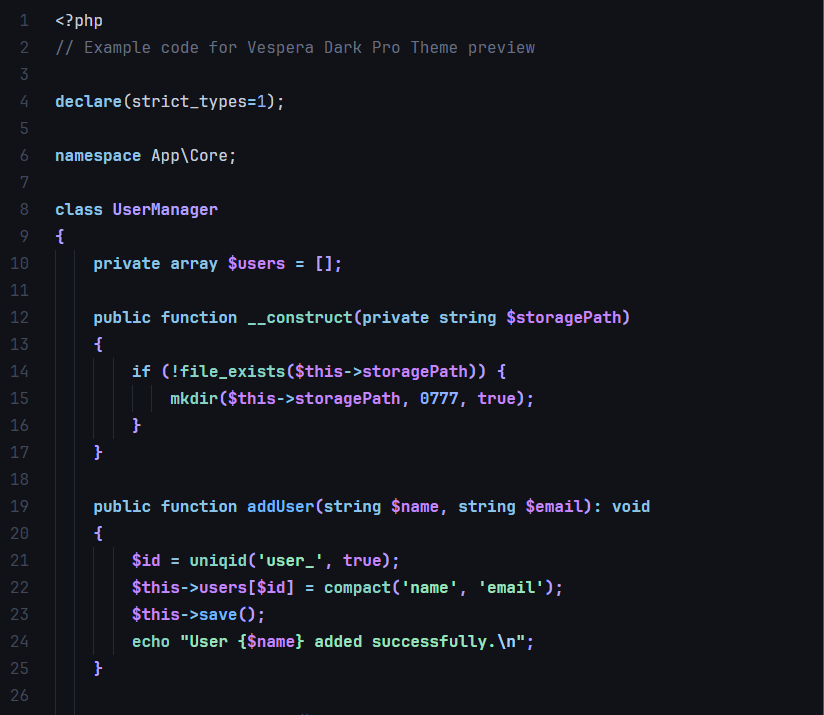 1 <?php
2 // Example code for Vespera Dark Pro Theme preview
3
4 declare(strict_types=1);
5
6 namespace App\Core;
7
8 class UserManager
9 {
10     private array $users = [];
11
12     public function __construct(private string $storagePath)
13     {
14         if (!file_exists($this->storagePath)) {
15             mkdir($this->storagePath, 0777, true);
16         }
17     }
18
19     public function addUser(string $name, string $email): void
20     {
21         $id = uniqid('user_', true);
22         $this->users[$id] = compact('name', 'email');
23         $this->save();
24         echo "User {$name} added successfully.\n";
25     }
26